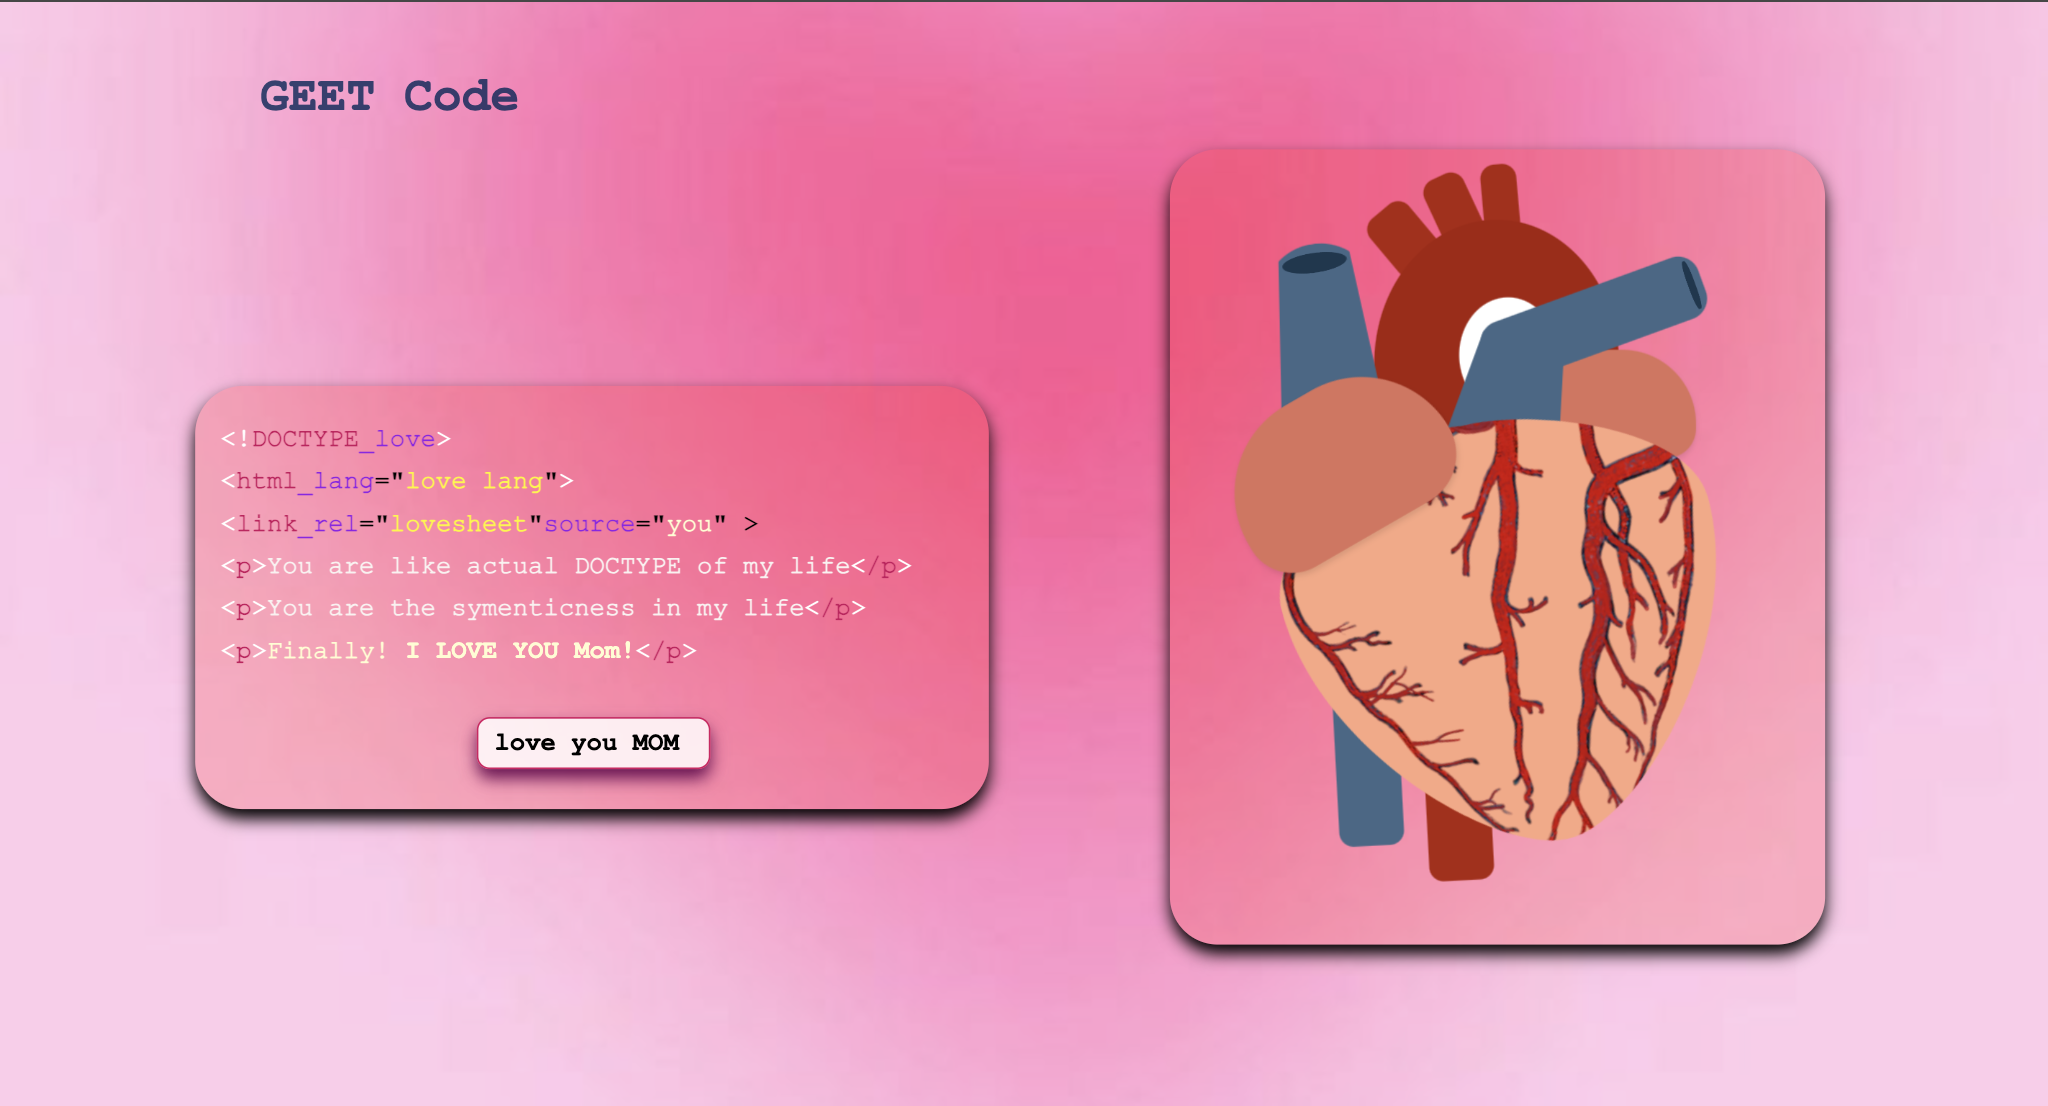 GEET Code
<!DOCTYPE_love>
<html_lang="love lang">
<link_rel="lovesheet"source="you" >
<p>You are like actual DOCTYPE of my life</p>
<p>You are the symenticness in my life</p>
<p>Finally! I LOVE YOU Mom!</p>
love you MOM